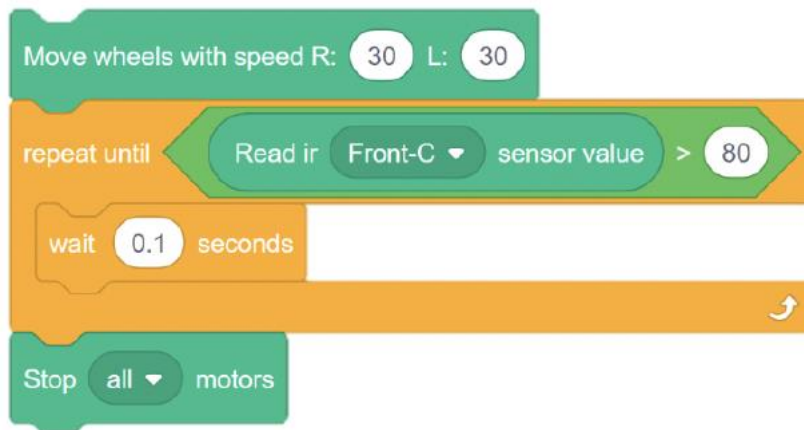 Move wheels with speed R: 30 L: 30
repeat until Read ir Front-C sensor value > 80
wait 0.1 seconds
Stop all motors